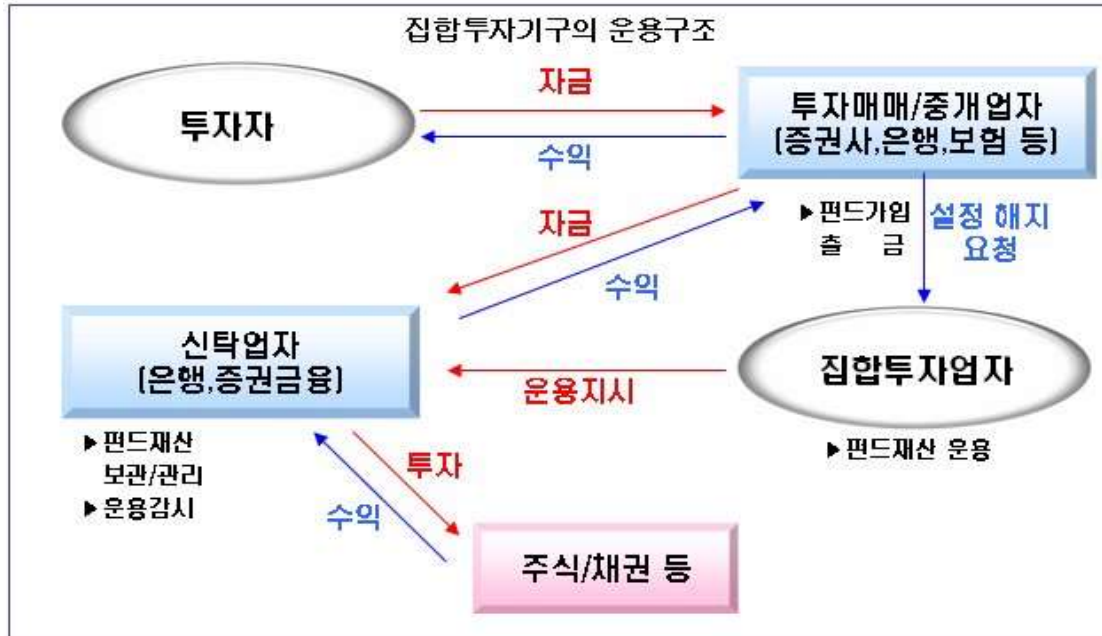 집합투자기구의 운용구조
자금
투자자
투자매매/중개업자
(증권사,은행,보험 등)
수익
자금
▶펀드가입
출 금
설정 해지
요청
수익
신탁업자
(은행,증권금융)
집합투자업자
운용지시
▶펀드재산
보관/관리
▶운용감시
▶펀드재산 운용
투자
수익
주식/채권 등